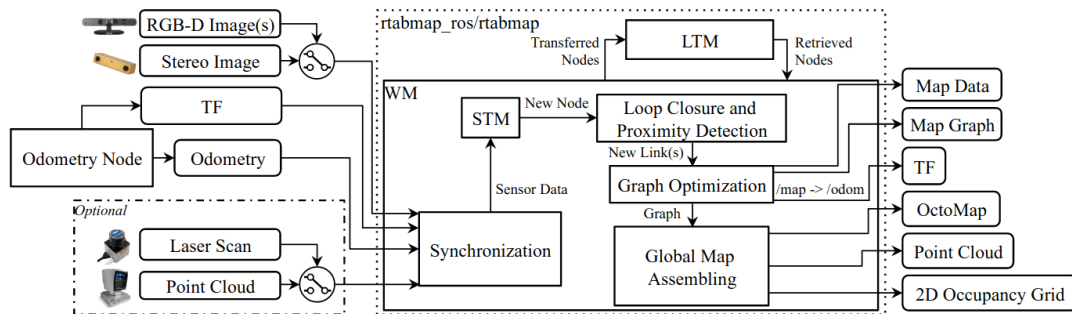 RGB-D Image(s)
Stereo Image
TF
Odometry Node
Odometry
Optional
Laser Scan
Point Cloud
rtabmap_ros/rtabmap
Transferred
Nodes
LTM
Retrieved
Nodes
WM
STM
New Node
Loop Closure and
Proximity Detection
New Link(s)
Graph Optimization
/map -> /odom
Sensor Data
Graph
Synchronization
Global Map
Assembling
Map Data
Map Graph
TF
OctoMap
Point Cloud
2D Occupancy Grid